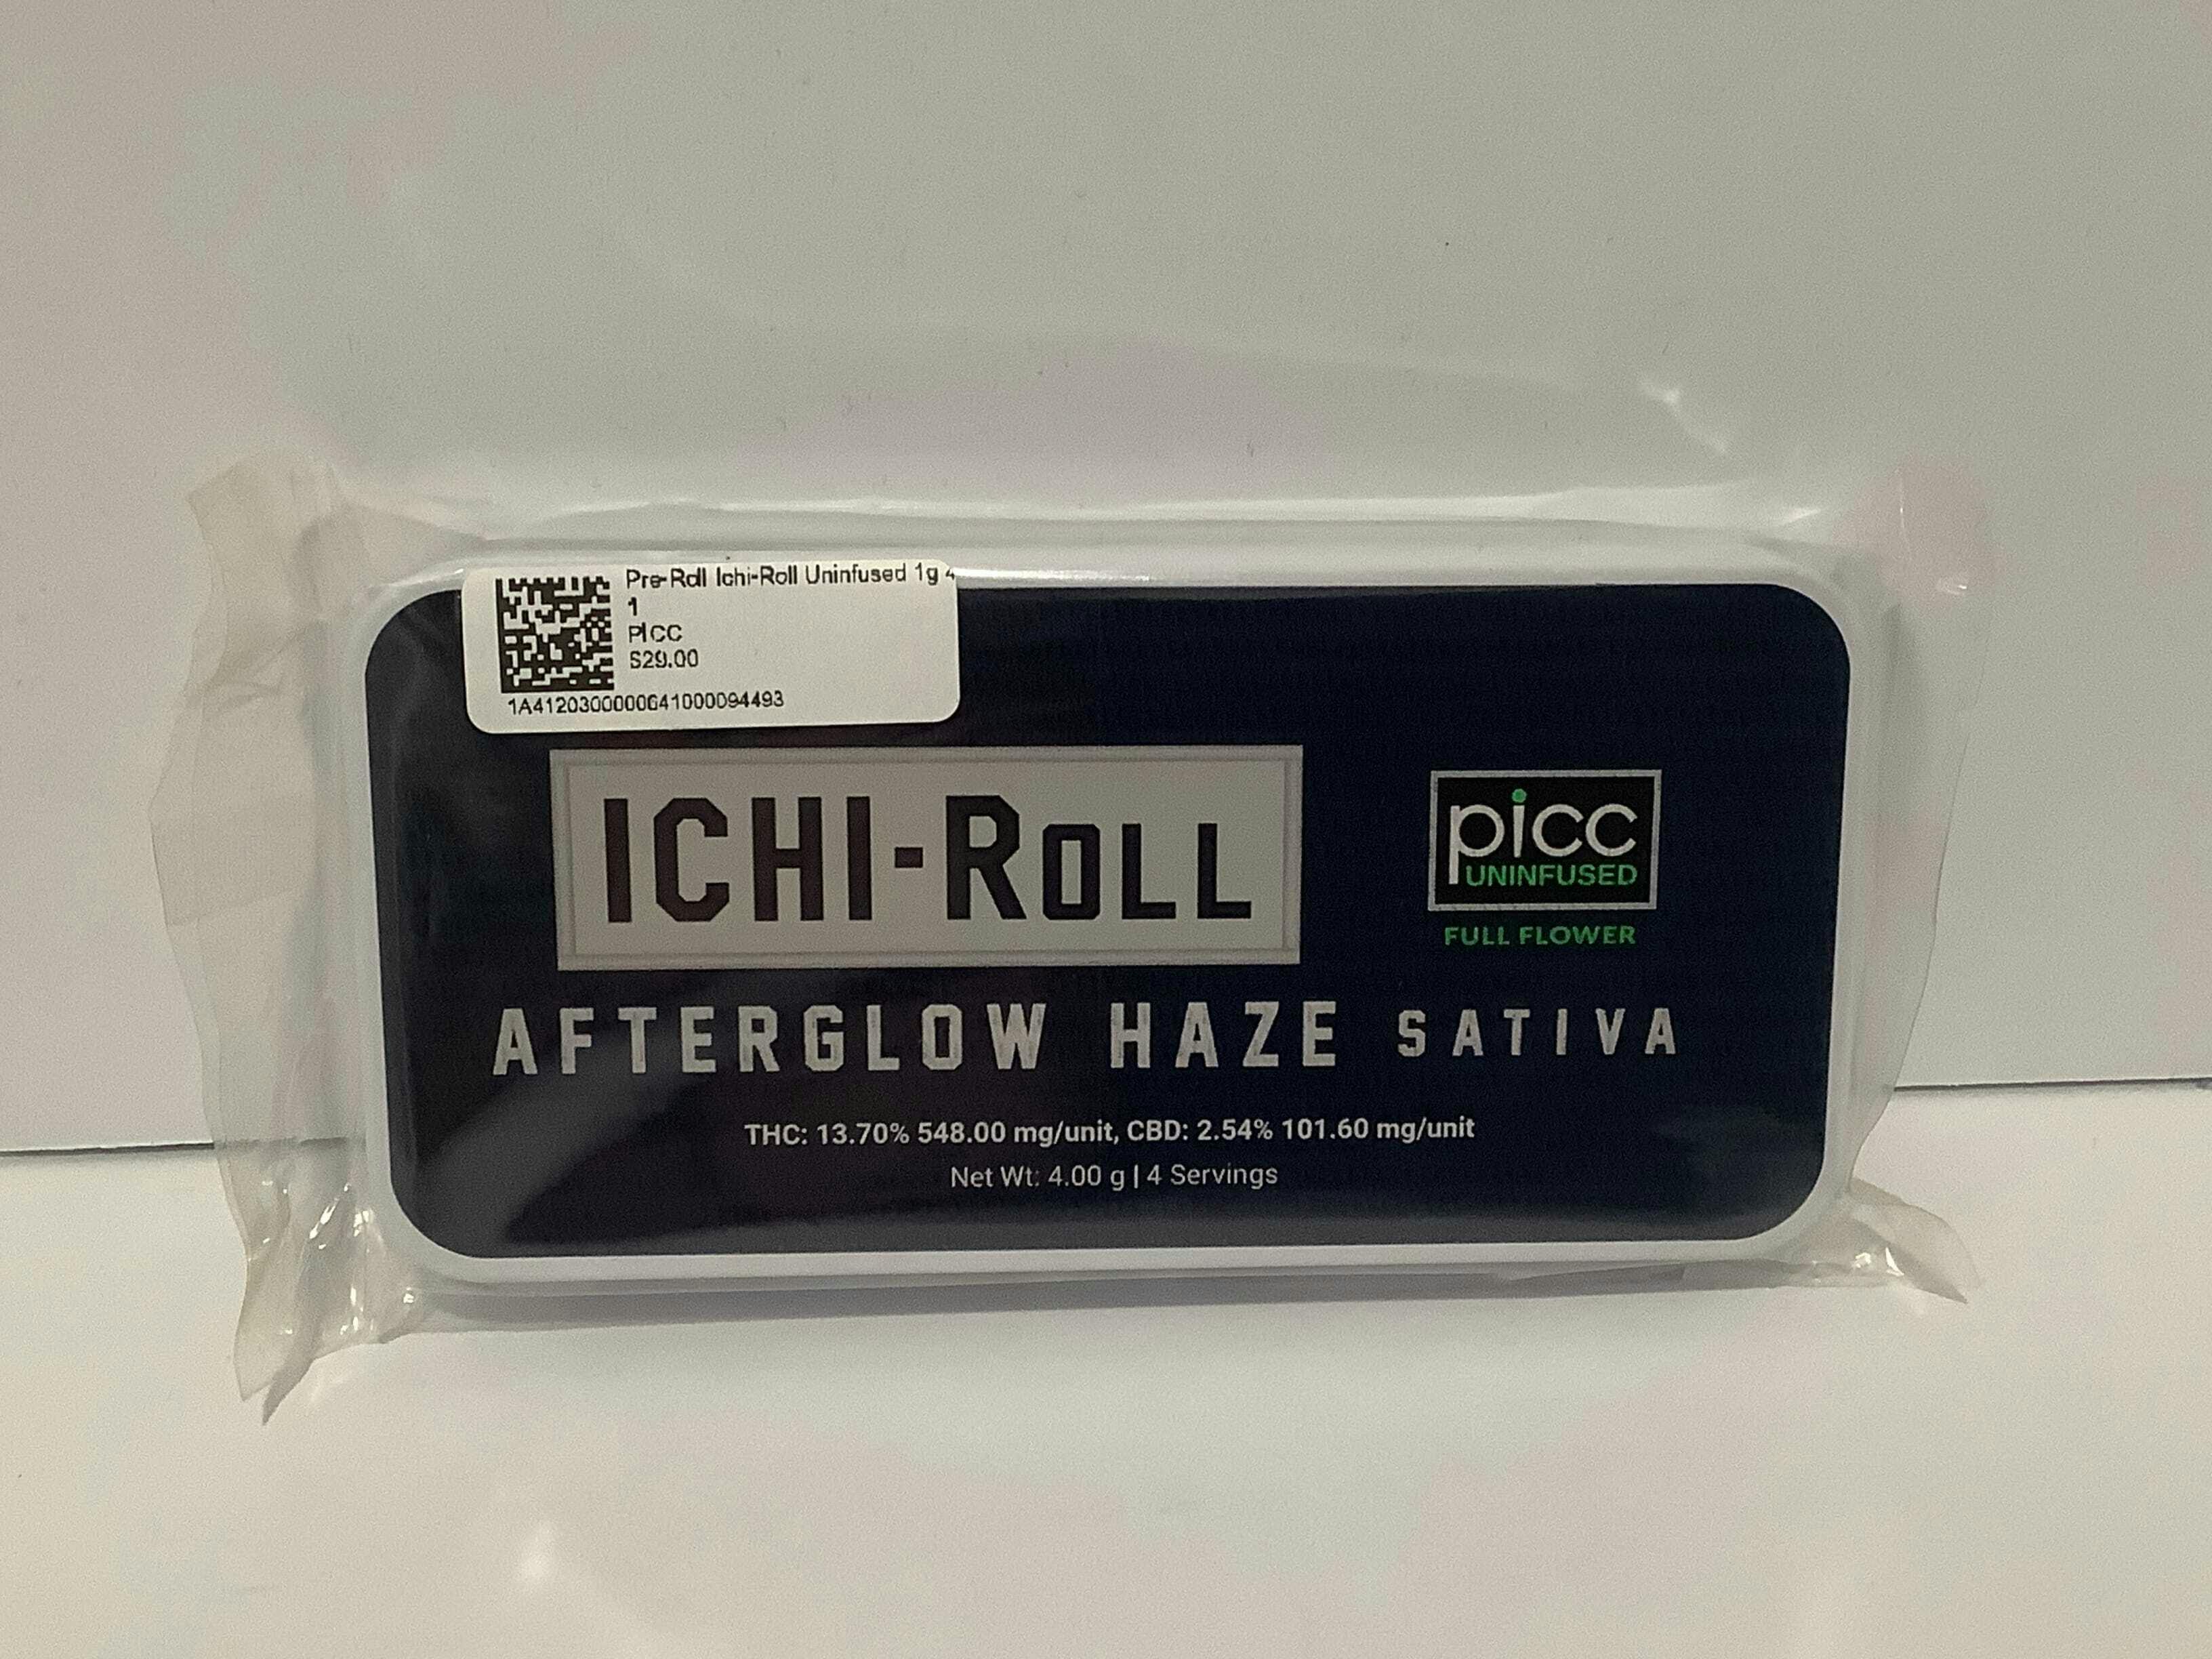 Pre-Roll Ichi-Roll Uninfused 1g 4
1
PICC
$29.00
1A4120300000641000094493
ICHI-ROLL
picc
UNINFUSED
FULL FLOWER
AFTERGLOW HAZE SATIVA
THC: 13.70% 548.00 mg/unit, CBD: 2.54% 101.60 mg/unit
Net Wt: 4.00 g | 4 Servings